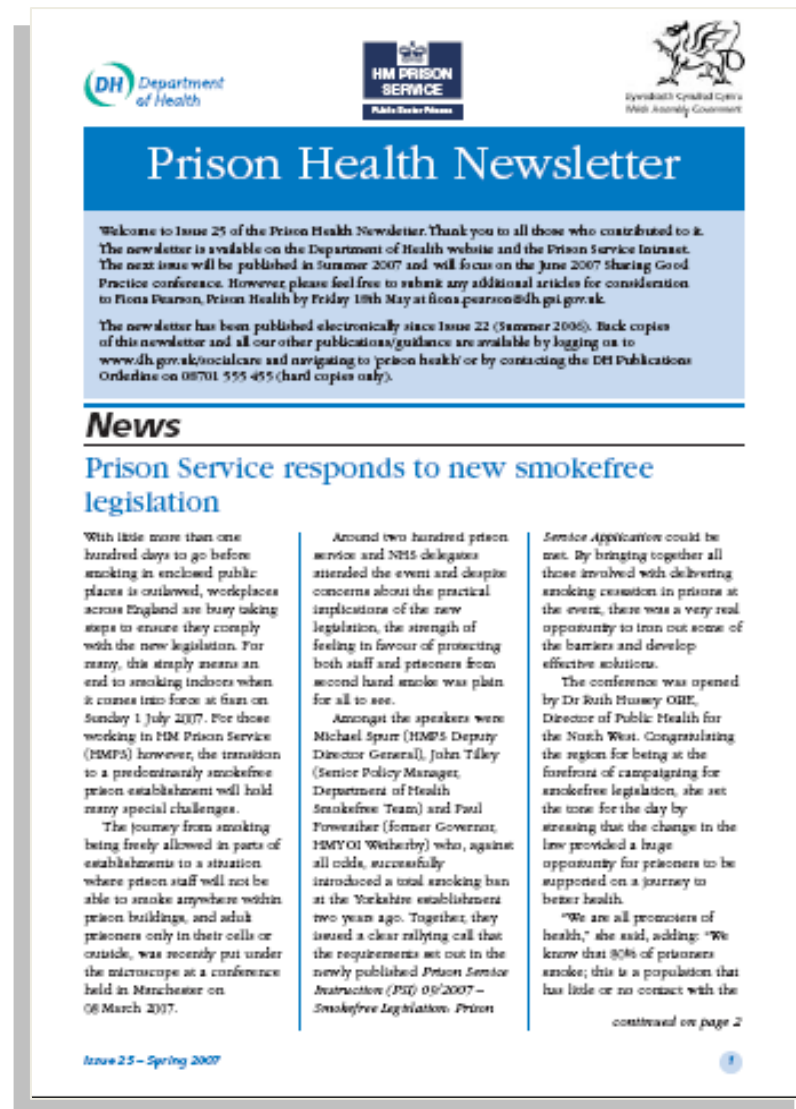 DH Department
of Health
HM PRISON
SERVICE
Public Sector Prisons
Llywodraeth Cynulliad Cymru
Welsh Assembly Government
Prison Health Newsletter
Welcome to Issue 25 of the Prison Health Newsletter. Thank you to all those who contributed to it.
The newsletter is available on the Department of Health website and the Prison Service Intranet.
The next issue will be published in Summer 2007 and will focus on the June 2007 Sharing Good
Practice conference. However, please feel free to submit any additional articles for consideration
to Fiona Pearson, Prison Health by Friday 18th May at fiona.pearson@dh.gsi.gov.uk.
The newsletter has been published electronically since Issue 22 (Summer 2006). Back copies
of this newsletter and all our other publications/guidance are available by logging on to
www.dh.gov.uk/socialcare and navigating to 'prison health' or by contacting the DH Publications
Orderline on 08701 555 455 (hard copies only).
News
Prison Service responds to new smokefree
legislation
With little more than one
hundred days to go before
smoking in enclosed public
places is outlawed, workplaces
across England are busy taking
steps to ensure they comply
with the new legislation. For
many, this simply means an
end to smoking indoors when
it comes into force at 6am on
Sunday 1 July 2007. For those
working in HM Prison Service
(HMPS) however, the transition
to a predominantly smokefree
prison establishment will hold
many special challenges.
The journey from smoking
being freely allowed in parts of
establishments to a situation
where prison staff will not be
able to smoke anywhere within
prison buildings, and adult
prisoners only in their cells or
outside, was recently put under
the microscope at a conference
held in Manchester on
08 March 2007.
Around two hundred prison
service and NHS delegates
attended the event and despite
concerns about the practical
implications of the new
legislation, the strength of
feeling in favour of protecting
both staff and prisoners from
second hand smoke was plain
for all to see.
Amongst the speakers were
Michael Spurr (HMPS Deputy
Director General), John Tilley
(Senior Policy Manager,
Department of Health
Smokefree Team) and Paul
Foweather (former Governor,
HMYOI Wetherby) who, against
all odds, successfully
introduced a total smoking ban
at the Yorkshire establishment
two years ago. Together, they
issued a clear rallying call that
the requirements set out in the
newly published Prison Service
Instruction (PSI) 09/2007 –
Smokefree Legislation: Prison
Service Application could be
met. By bringing together all
those involved with delivering
smoking cessation in prisons at
the event, there was a very real
opportunity to iron out some of
the barriers and develop
effective solutions.
The conference was opened
by Dr Ruth Hussey OBE,
Director of Public Health for
the North West. Congratulating
the region for being at the
forefront of campaigning for
smokefree legislation, she set
the tone for the day by
stressing that the change in the
law provided a huge
opportunity for prisoners to be
supported on a journey to
better health.
"We are all promoters of
health," she said, adding: "We
know that 80% of prisoners
smoke; this is a population that
has little or no contact with the
continued on page 2
Issue 25 – Spring 2007
1